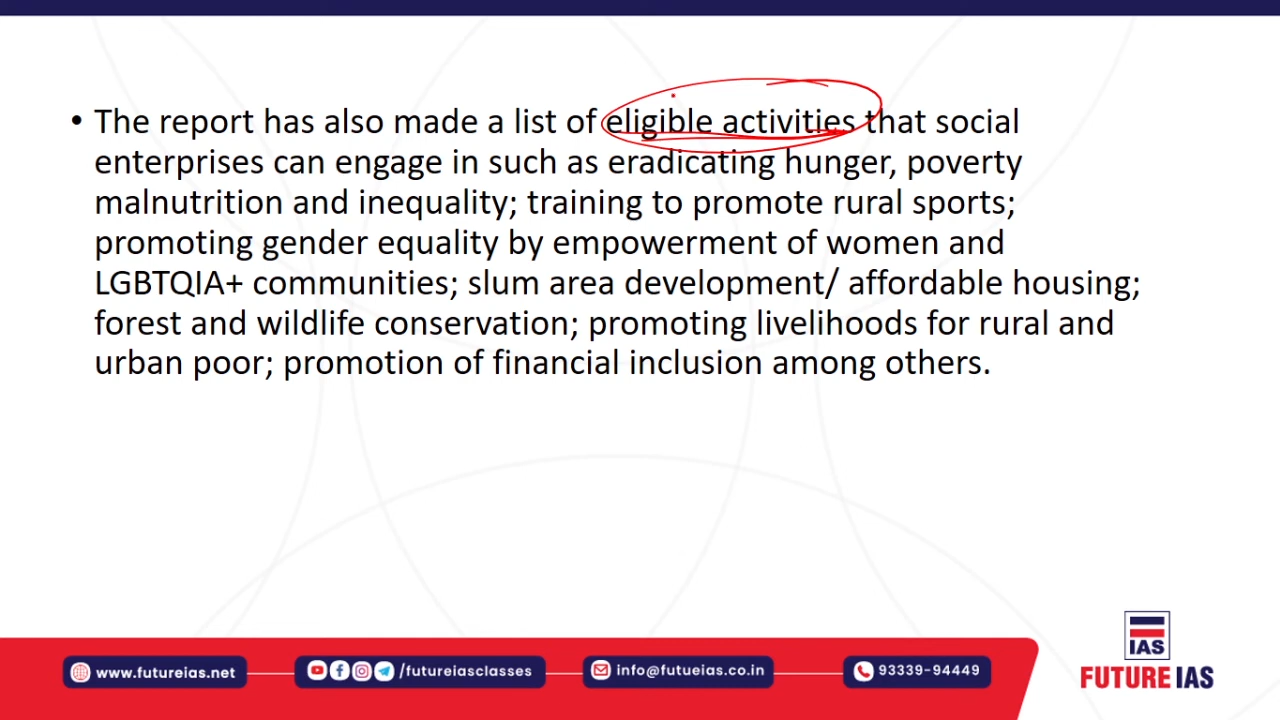 • The report has also made a list of eligible activities that social
enterprises can engage in such as eradicating hunger, poverty
malnutrition and inequality; training to promote rural sports;
promoting gender equality by empowerment of women and
LGBTQIA+ communities; slum area development/ affordable housing;
forest and wildlife conservation; promoting livelihoods for rural and
urban poor; promotion of financial inclusion among others.
IAS
FUTURE IAS
www.futureias.net
/futureiasclasses
info@futueias.co.in
93339-94449